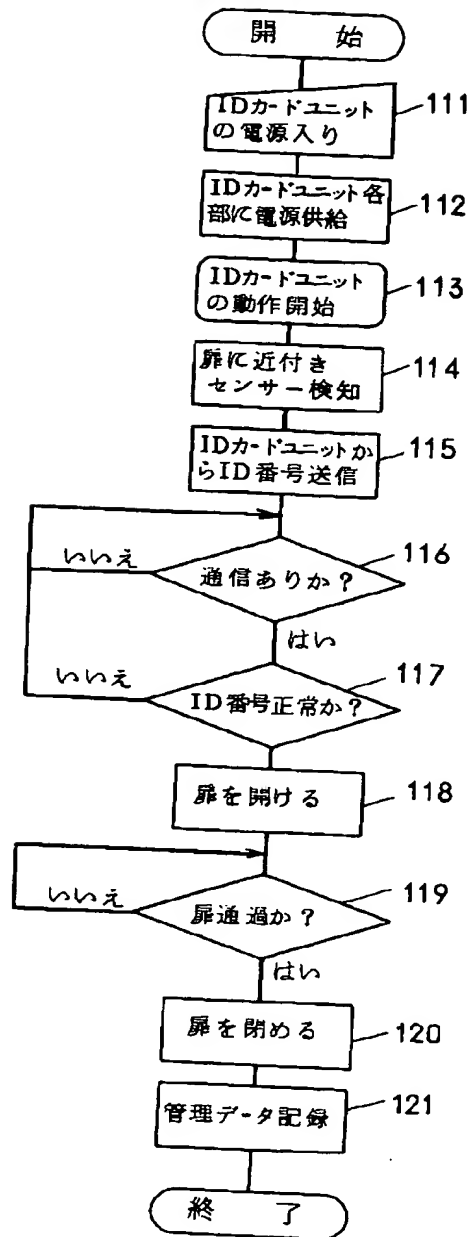 開 始
IDカードユニット
の電源入り
111
IDカードユニット各
部に電源供給
112
IDカードユニット
の動作開始
113
扉に近付き
センサー検知
114
IDカードユニットか
らID番号送信
115
116
いいえ
通信ありか?
はい
117
いいえ
ID番号正常か?
扉を開ける
118
119
いいえ
扉通過か?
はい
扉を閉める
120
管理データ記録
121
終 了